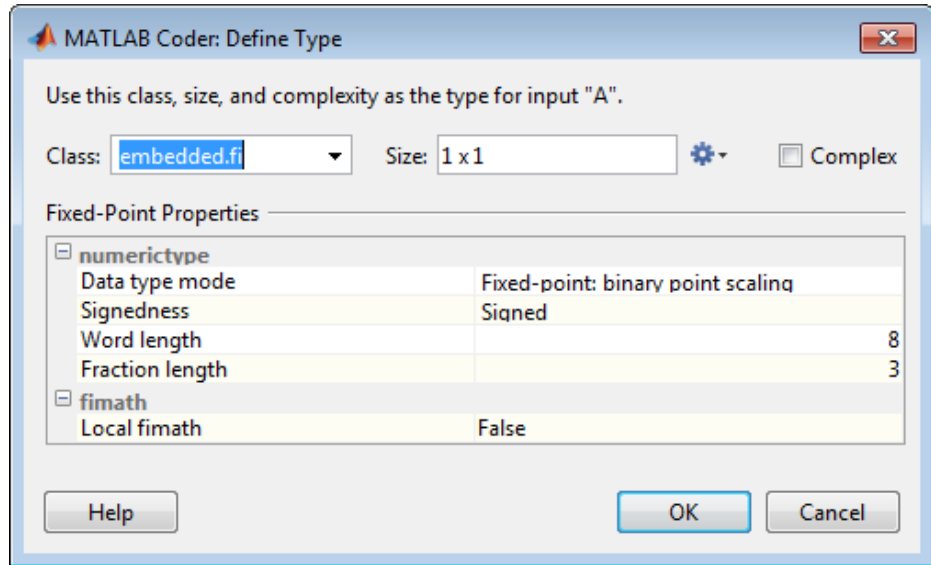 MATLAB Coder: Define Type
Use this class, size, and complexity as the type for input "A".
Class: embedded.fi Size: 1 x 1 Complex
Fixed-Point Properties
numerictype
Data type mode Fixed-point: binary point scaling
Signedness Signed
Word length 8
Fraction length 3
fimath
Local fimath False
Help OK Cancel